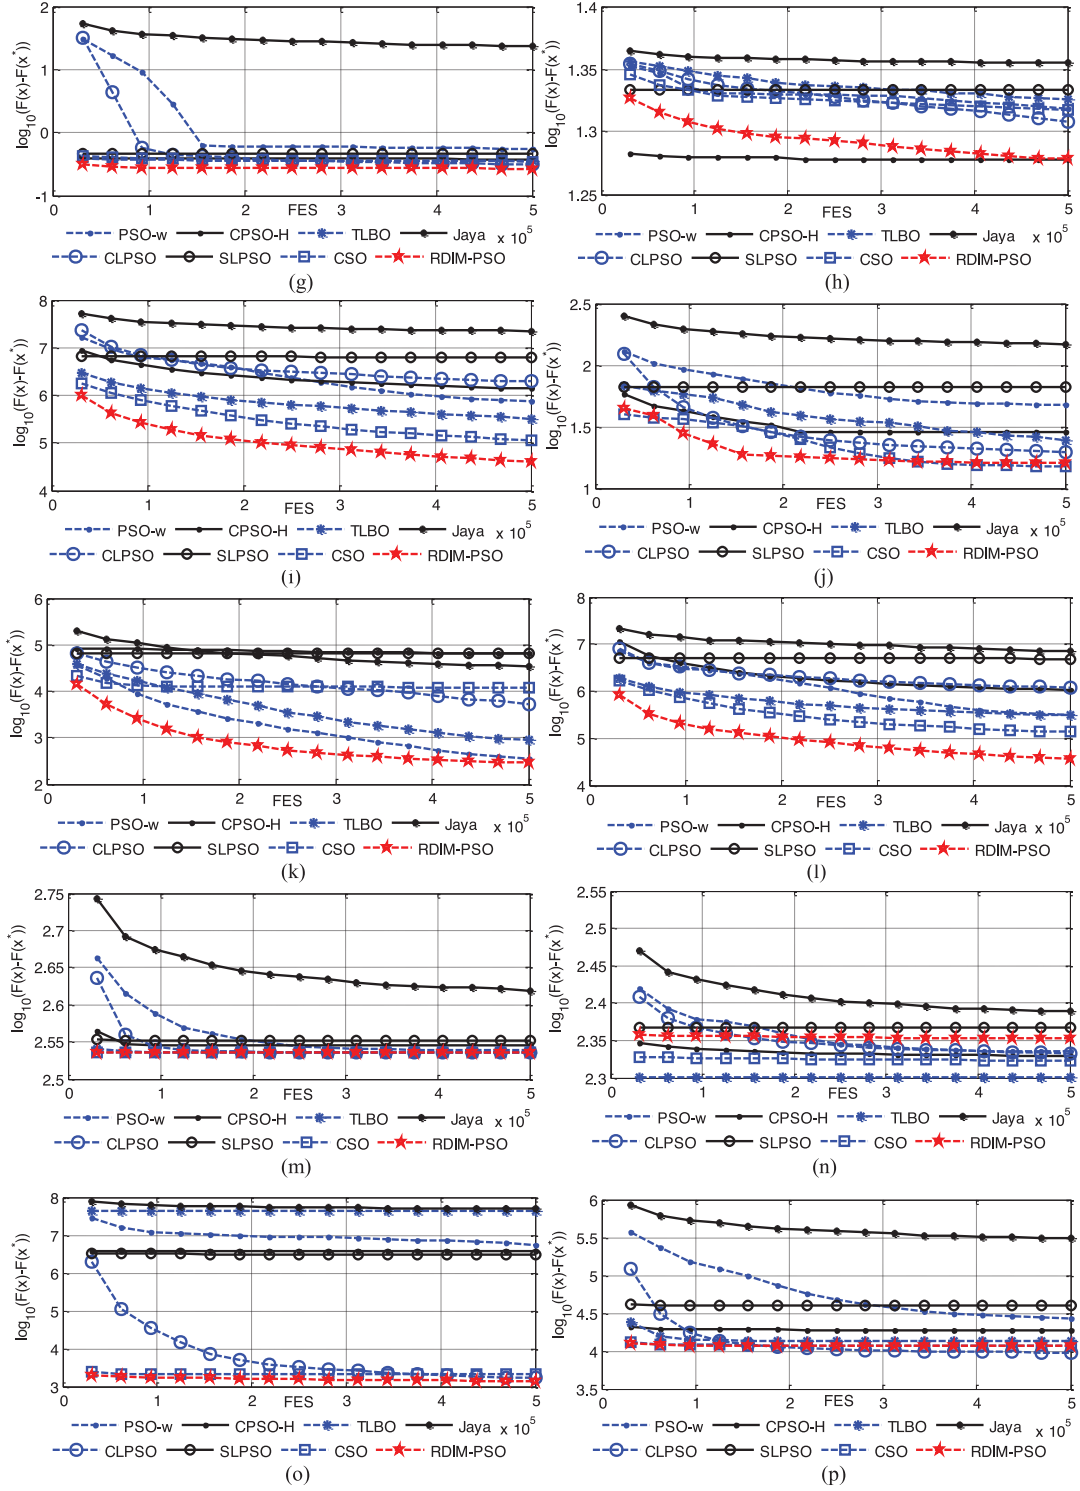 2
1
0
-1
log10(F(x)-F(x*))
0 1 2 3 4 5
FES
x 10^5
PSO-w CPSO-H TLBO Jaya
CLPSO SLPSO CSO RDIM-PSO
(g)
1.4
1.35
1.3
1.25
log10(F(x)-F(x*))
0 1 2 3 4 5
FES
x 10^5
PSO-w CPSO-H TLBO Jaya
CLPSO SLPSO CSO RDIM-PSO
(h)
8
7
6
5
4
log10(F(x)-F(x*))
0 1 2 3 4 5
FES
x 10^5
PSO-w CPSO-H TLBO Jaya
CLPSO SLPSO CSO RDIM-PSO
(i)
2.5
2
1.5
1
log10(F(x)-F(x*))
0 1 2 3 4 5
FES
x 10^5
PSO-w CPSO-H TLBO Jaya
CLPSO SLPSO CSO RDIM-PSO
(j)
6
5
4
3
2
log10(F(x)-F(x*))
0 1 2 3 4 5
FES
x 10^5
PSO-w CPSO-H TLBO Jaya
CLPSO SLPSO CSO RDIM-PSO
(k)
8
7
6
5
4
log10(F(x)-F(x*))
0 1 2 3 4 5
FES
x 10^5
PSO-w CPSO-H TLBO Jaya
CLPSO SLPSO CSO RDIM-PSO
(l)
2.75
2.7
2.65
2.6
2.55
2.5
log10(F(x)-F(x*))
0 1 2 3 4 5
FES
x 10^5
PSO-w CPSO-H TLBO Jaya
CLPSO SLPSO CSO RDIM-PSO
(m)
2.55
2.5
2.45
2.4
2.35
2.3
log10(F(x)-F(x*))
0 1 2 3 4 5
FES
x 10^5
PSO-w CPSO-H TLBO Jaya
CLPSO SLPSO CSO RDIM-PSO
(n)
8
7
6
5
4
3
log10(F(x)-F(x*))
0 1 2 3 4 5
FES
x 10^5
PSO-w CPSO-H TLBO Jaya
CLPSO SLPSO CSO RDIM-PSO
(o)
6
5.5
5
4.5
4
3.5
log10(F(x)-F(x*))
0 1 2 3 4 5
FES
x 10^5
PSO-w CPSO-H TLBO Jaya
CLPSO SLPSO CSO RDIM-PSO
(p)